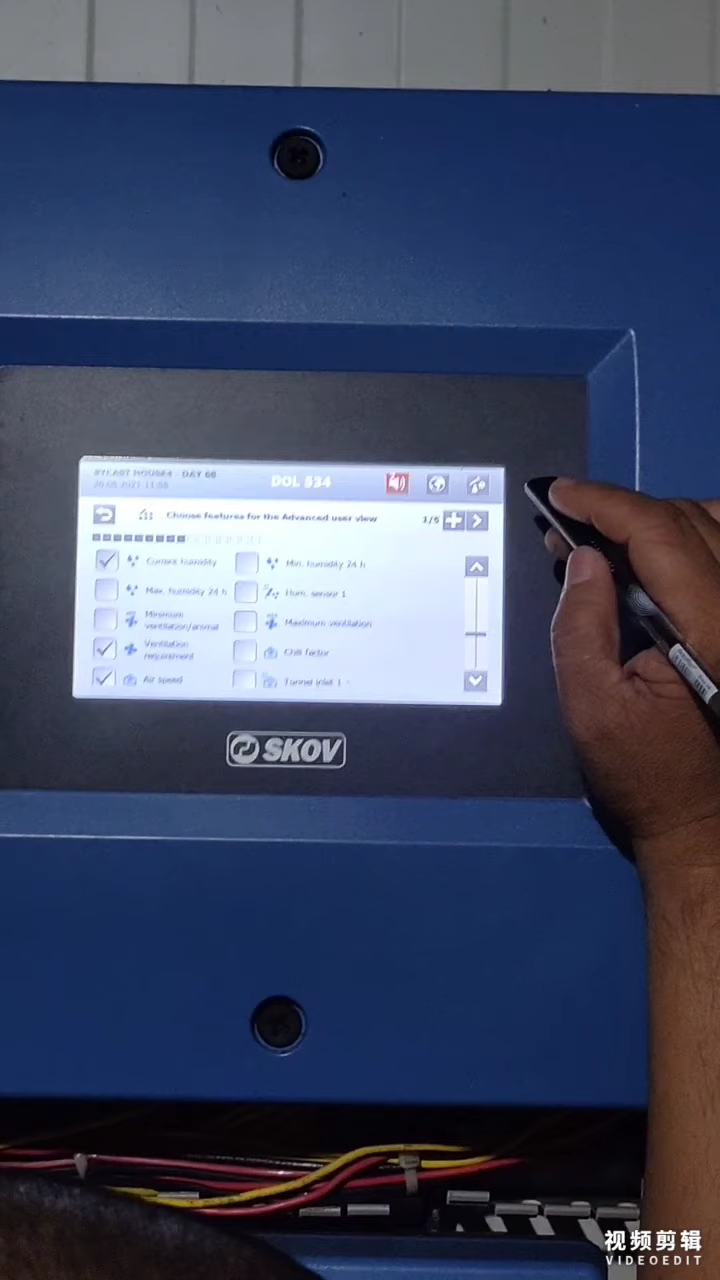 HOUSE4 - DAY 66
DOL 534
Choose features for the Advanced user view
1/5
Current humidity
Min. humidity 24 h
Max. humidity 24 h
Hum. sensor 1
Minimum
ventilation/animal
Maximum ventilation
Ventilation
requirement
Chill factor
Air speed
Tunnel inlet 1
SKOV
视频剪辑
VIDEOEDIT